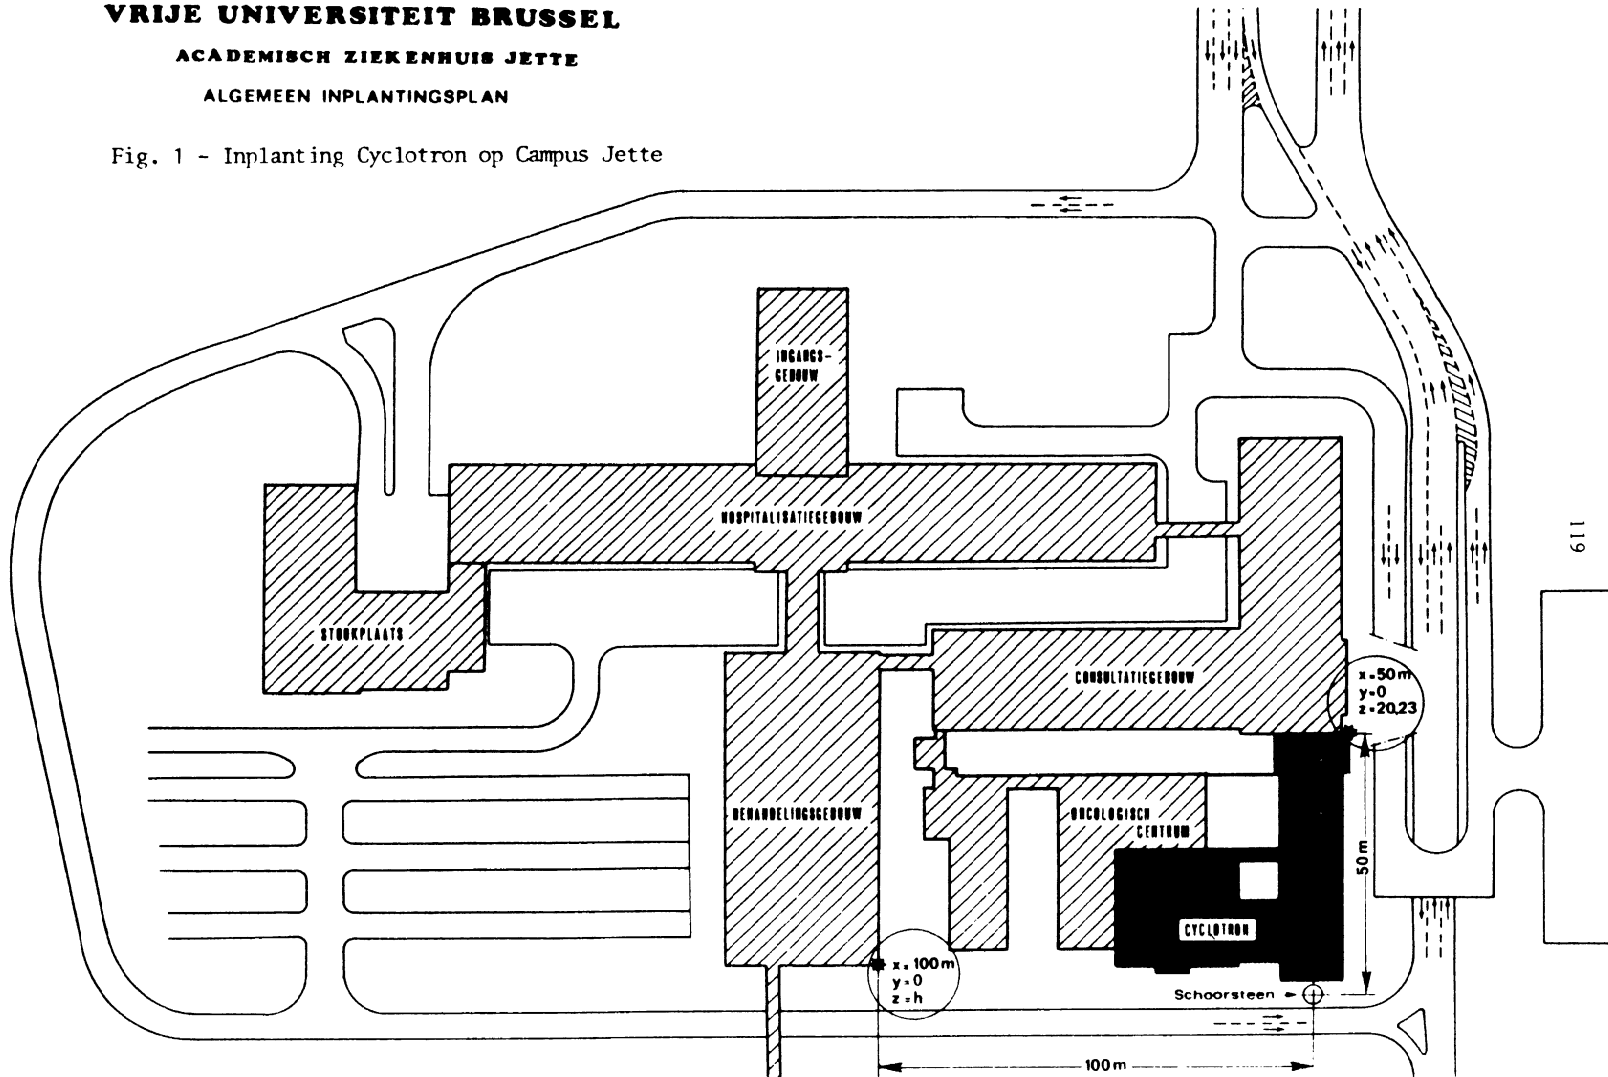 VRIJE UNIVERSITEIT BRUSSEL
ACADEMISCH ZIEKENHUIS JETTE
ALGEMEEN INPLANTINGSPLAN
Fig. 1 - Inplanting Cyclotron op Campus Jette
INGANGS-
GEBOUW
HOSPITALISATIEGEBOUW
119
STOOKPLAATS
CONSULTATIEGEBOUW
x=50m
y=0
z=20,23
BEHANDELINGSGEBOUW
ONCOLOGISCH
CENTRUM
50m
CYCLOTRON
x=100m
y=0
z=h
Schoorsteen
100m